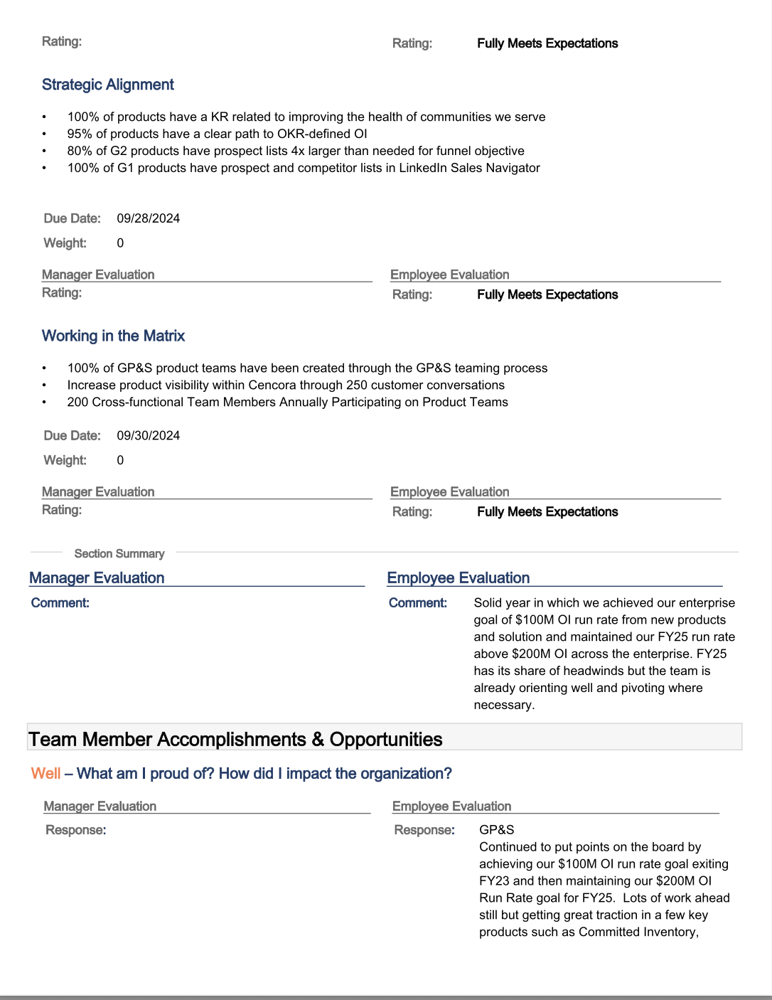 Rating:
Rating: Fully Meets Expectations
Strategic Alignment
• 100% of products have a KR related to improving the health of communities we serve
• 95% of products have a clear path to OKR-defined OI
• 80% of G2 products have prospect lists 4x larger than needed for funnel objective
• 100% of G1 products have prospect and competitor lists in LinkedIn Sales Navigator
Due Date: 09/28/2024
Weight: 0
Manager Evaluation
Rating:
Employee Evaluation
Rating: Fully Meets Expectations
Working in the Matrix
• 100% of GP&S product teams have been created through the GP&S teaming process
• Increase product visibility within Cencora through 250 customer conversations
• 200 Cross-functional Team Members Annually Participating on Product Teams
Due Date: 09/30/2024
Weight: 0
Manager Evaluation
Rating:
Employee Evaluation
Rating: Fully Meets Expectations
Section Summary
Manager Evaluation
Comment:
Employee Evaluation
Comment: Solid year in which we achieved our enterprise
goal of $100M OI run rate from new products
and solution and maintained our FY25 run rate
above $200M OI across the enterprise. FY25
has its share of headwinds but the team is
already orienting well and pivoting where
necessary.
Team Member Accomplishments & Opportunities
Well – What am I proud of? How did I impact the organization?
Manager Evaluation
Response:
Employee Evaluation
Response: GP&S
Continued to put points on the board by
achieving our $100M OI run rate goal exiting
FY23 and then maintaining our $200M OI
Run Rate goal for FY25.  Lots of work ahead
still but getting great traction in a few key
products such as Committed Inventory,